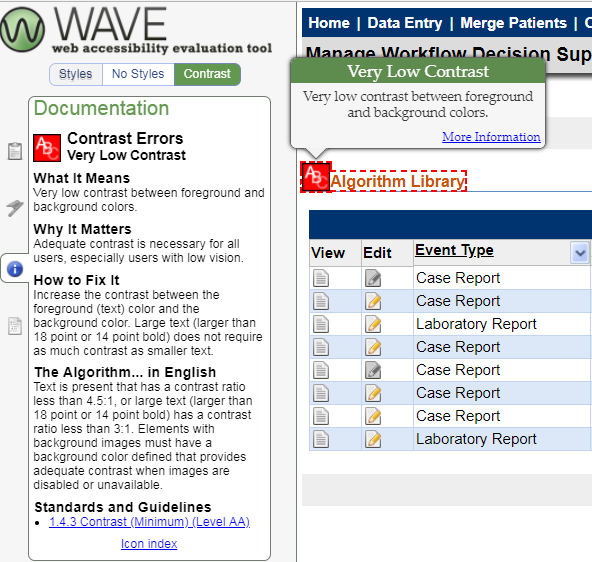 WAVE
web accessibility evaluation tool
Styles
No Styles
Contrast
Documentation
ABC
Contrast Errors
Very Low Contrast
What It Means
Very low contrast between foreground and
background colors.
Why It Matters
Adequate contrast is necessary for all
users, especially users with low vision.
How to Fix It
Increase the contrast between the
foreground (text) color and the
background color. Large text (larger than
18 point or 14 point bold) does not require
as much contrast as smaller text.
The Algorithm... in English
Text is present that has a contrast ratio
less than 4.5:1, or large text (larger than
18 point or 14 point bold) has a contrast
ratio less than 3:1. Elements with
background images must have a
background color defined that provides
adequate contrast when images are
disabled or unavailable.
Standards and Guidelines
• 1.4.3 Contrast (Minimum) (Level AA)
Icon index
Home | Data Entry | Merge Patients |
Manage Workflow Decision Sup
Very Low Contrast
Very low contrast between foreground
and background colors.
More Information
ABC
Algorithm Library
View Edit Event Type
Case Report
Case Report
Laboratory Report
Case Report
Case Report
Case Report
Case Report
Laboratory Report